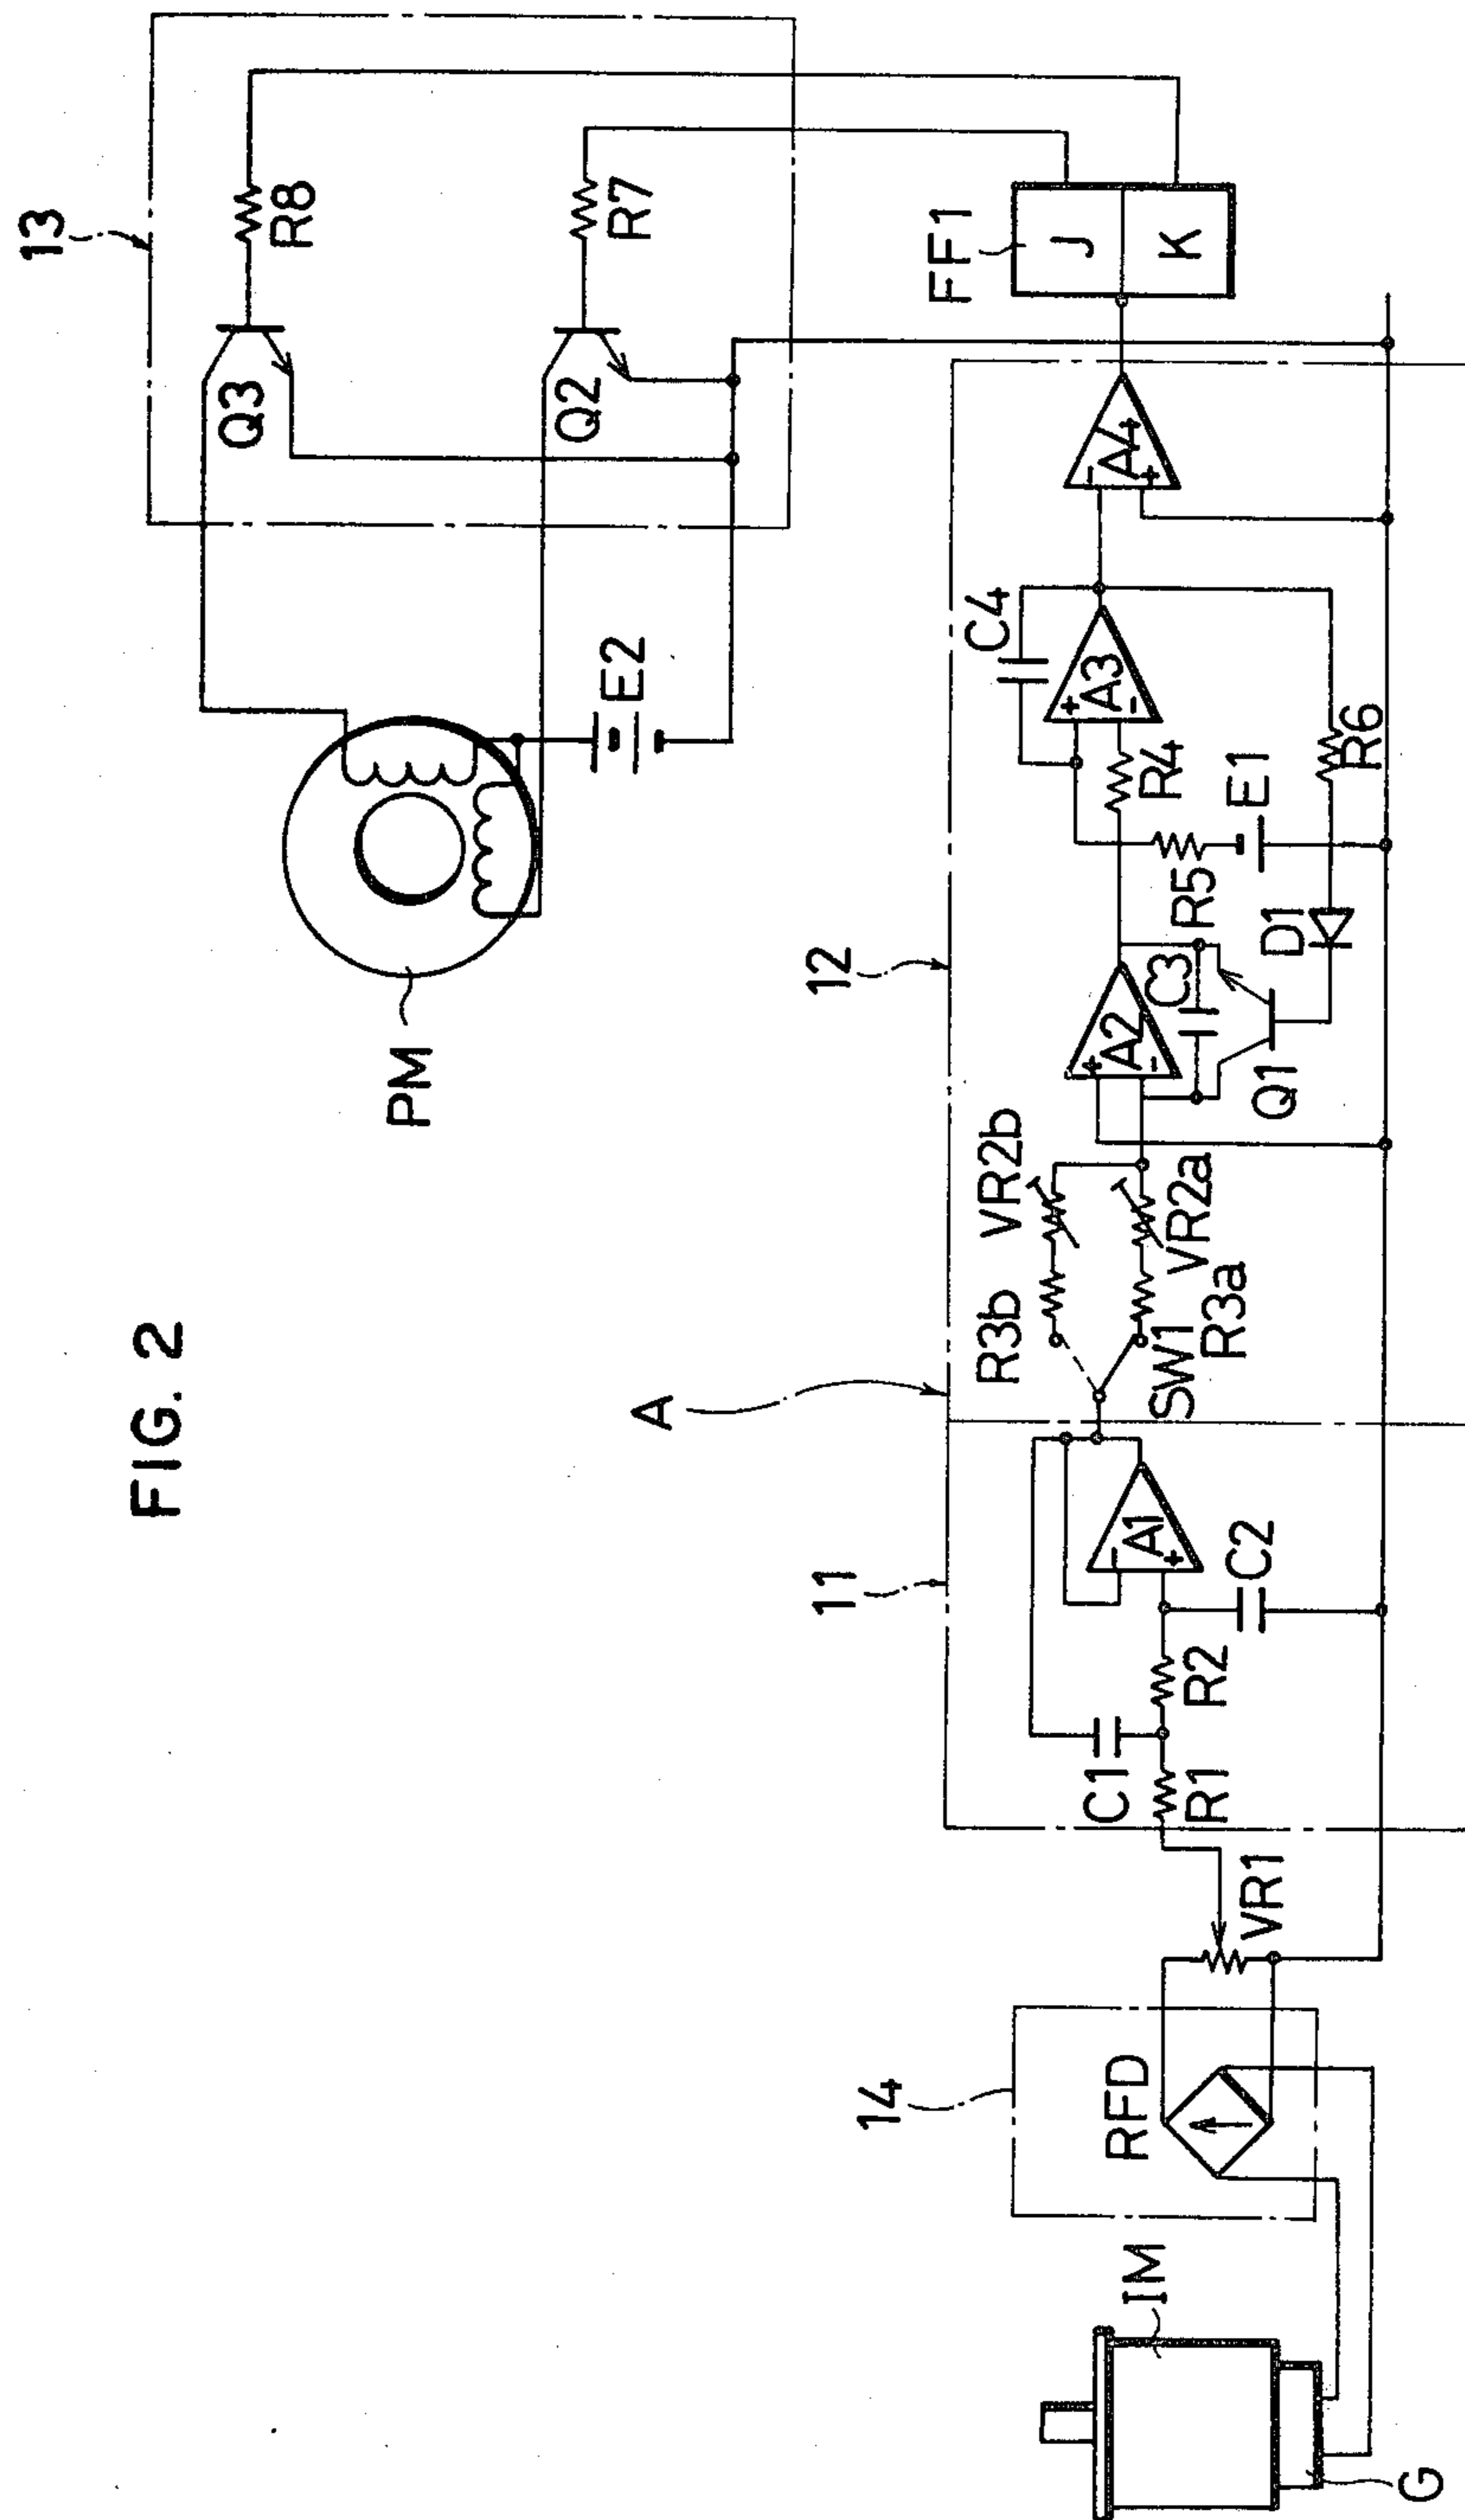 FIG. 2
13
R8
R7
Q3
Q2
FF1
J
K
PM
E2
A
11
12
14
A4
−
+
C4
A3
+
−
R4
R5
E1
R6
D1
C3
A2
+
−
Q1
VR2b
VR2a
R3b
R3a
SW1
A1
−
+
C2
R2
C1
R1
VR1
RFD
IM
G